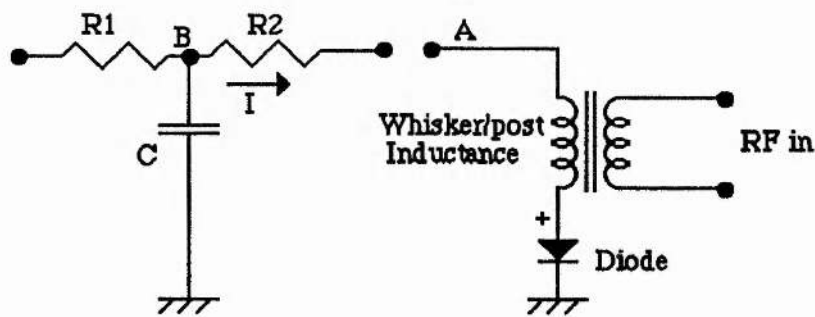 R1
B
R2
A
I
C
Whisker/post
Inductance
RF in
+
Diode